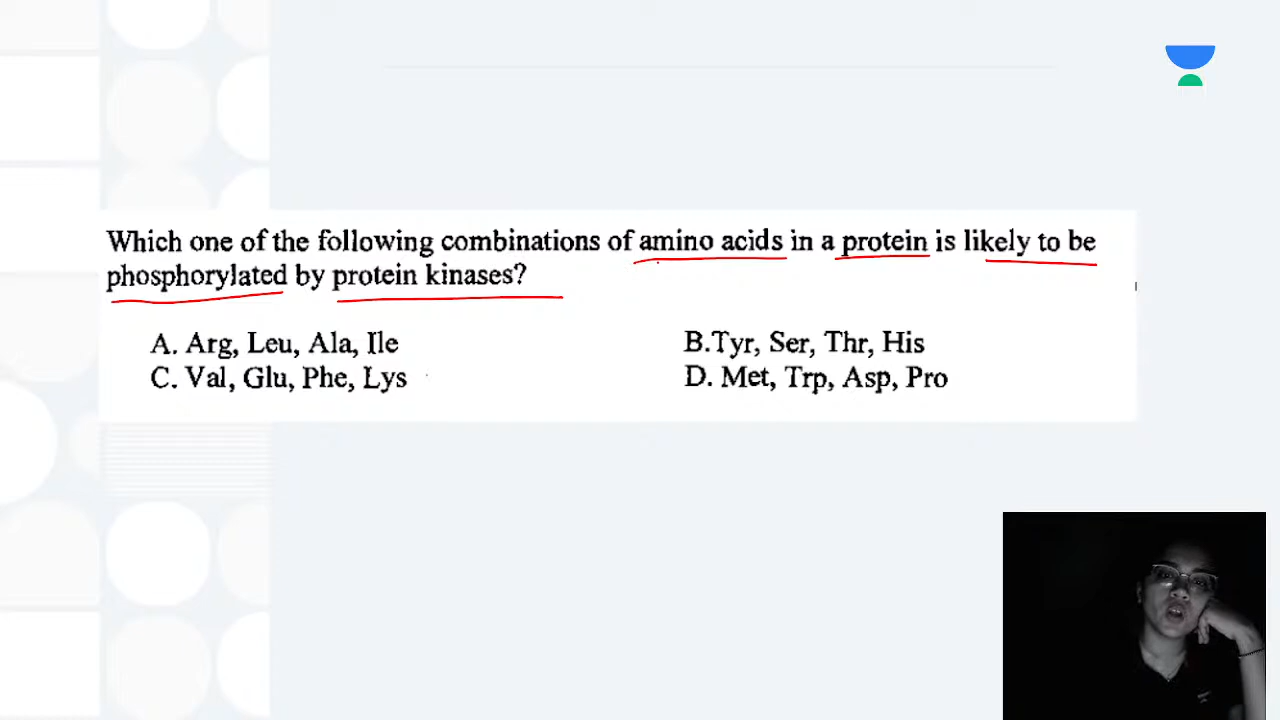 Which one of the following combinations of amino acids in a protein is likely to be
phosphorylated by protein kinases?
A. Arg, Leu, Ala, Ile
B.Tyr, Ser, Thr, His
C. Val, Glu, Phe, Lys
D. Met, Trp, Asp, Pro